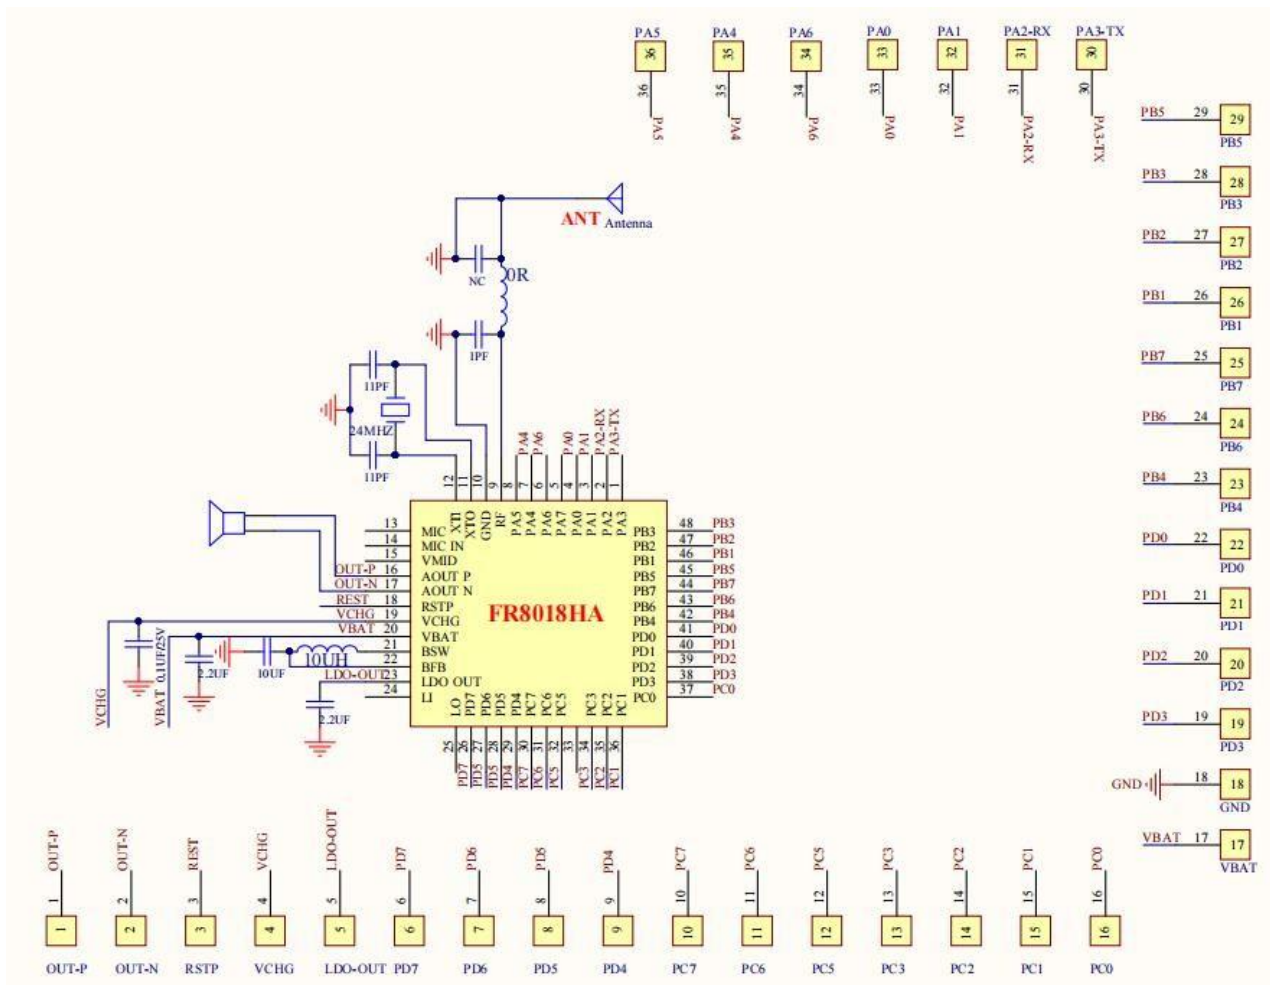 PA5 PA4 PA6 PA0 PA1 PA2-RX PA3-TX
36 35 34 33 32 31 30
36 35 34 33 32 31 30
PA5 PA4 PA6 PA0 PA1 PA2-RX PA3-TX
PB5 29 29
PB5
PB3 28 28
PB3
PB2 27 27
PB2
PB1 26 26
PB1
PB7 25 25
PB7
PB6 24 24
PB6
PB4 23 23
PB4
PD0 22 22
PD0
PD1 21 21
PD1
PD2 20 20
PD2
PD3 19 19
PD3
GND 18 18
GND
VBAT 17 17
VBAT
ANT Antenna
NC 0R
1PF
11PF
24MHZ
11PF
PA4 PA6 PA0 PA1 PA2-RX PA3-TX
12 11 10 9 8 7 6 5 4 3 2 1
XTI XTO GND RF PA5 PA4 PA6 PA7 PA0 PA1 PA2 PA3
13 MIC
14 MIC IN
15 VMID
OUT-P 16 AOUT P
OUT-N 17 AOUT N
REST 18 RSTP
VCHG 19 VCHG
VBAT 20 VBAT
21 BSW
22 BFB
LDO-OUT 23 LDO OUT
24 LI
FR8018HA
PB3 48 PB3
PB2 47 PB2
PB1 46 PB1
PB5 45 PB5
PB7 44 PB7
PB6 43 PB6
PB4 42 PB4
PD0 41 PD0
PD1 40 PD1
PD2 39 PD2
PD3 38 PD3
PC0 37 PC0
0.1UF/25V
2.2UF
10UF
10UH
2.2UF
VCHG
VBAT
LO PD7 PD6 PD5 PD4 PC7 PC6 PC5 PC3 PC2 PC1
25 26 27 28 29 30 31 32 33 34 35 36
PD7 PD5 PD5 PD4 PC7 PC6 PC5 PC3 PC2 PC1
OUT-P OUT-N REST VCHG LDO-OUT PD7 PD6 PD5 PD4 PC7 PC6 PC5 PC3 PC2 PC1 PC0
1 2 3 4 5 6 7 8 9 10 11 12 13 14 15 16
1 2 3 4 5 6 7 8 9 10 11 12 13 14 15 16
OUT-P OUT-N RSTP VCHG LDO-OUT PD7 PD6 PD5 PD4 PC7 PC6 PC5 PC3 PC2 PC1 PC0